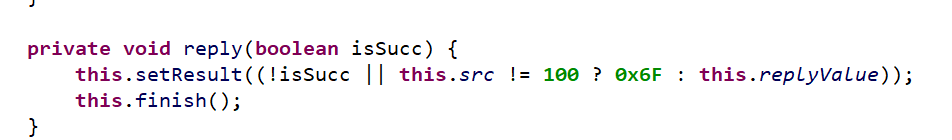 }
private void reply(boolean isSucc) {
this.setResult((!isSucc || this.src != 100 ? 0x6F : this.replyValue));
this.finish();
}